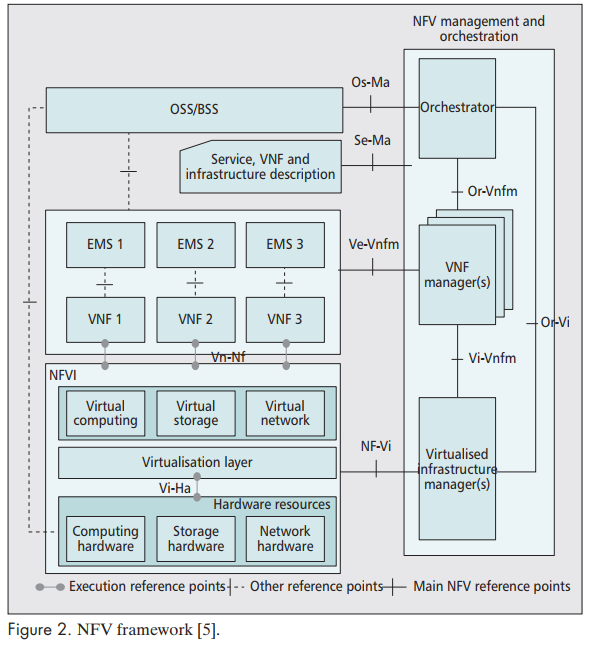 NFV management and
orchestration
Os-Ma
OSS/BSS
Orchestrator
Se-Ma
Service, VNF and
infrastructure description
Or-Vnfm
EMS 1
EMS 2
EMS 3
Ve-Vnfm
VNF
manager(s)
VNF 1
VNF 2
VNF 3
Or-Vi
Vn-Nf
Vi-Vnfm
NFVI
Virtual
computing
Virtual
storage
Virtual
network
NF-Vi
Virtualisation layer
Virtualised
infrastructure
manager(s)
Vi-Ha
Hardware resources
Computing
hardware
Storage
hardware
Network
hardware
Execution reference points
Other reference points
Main NFV reference points
Figure 2. NFV framework [5].